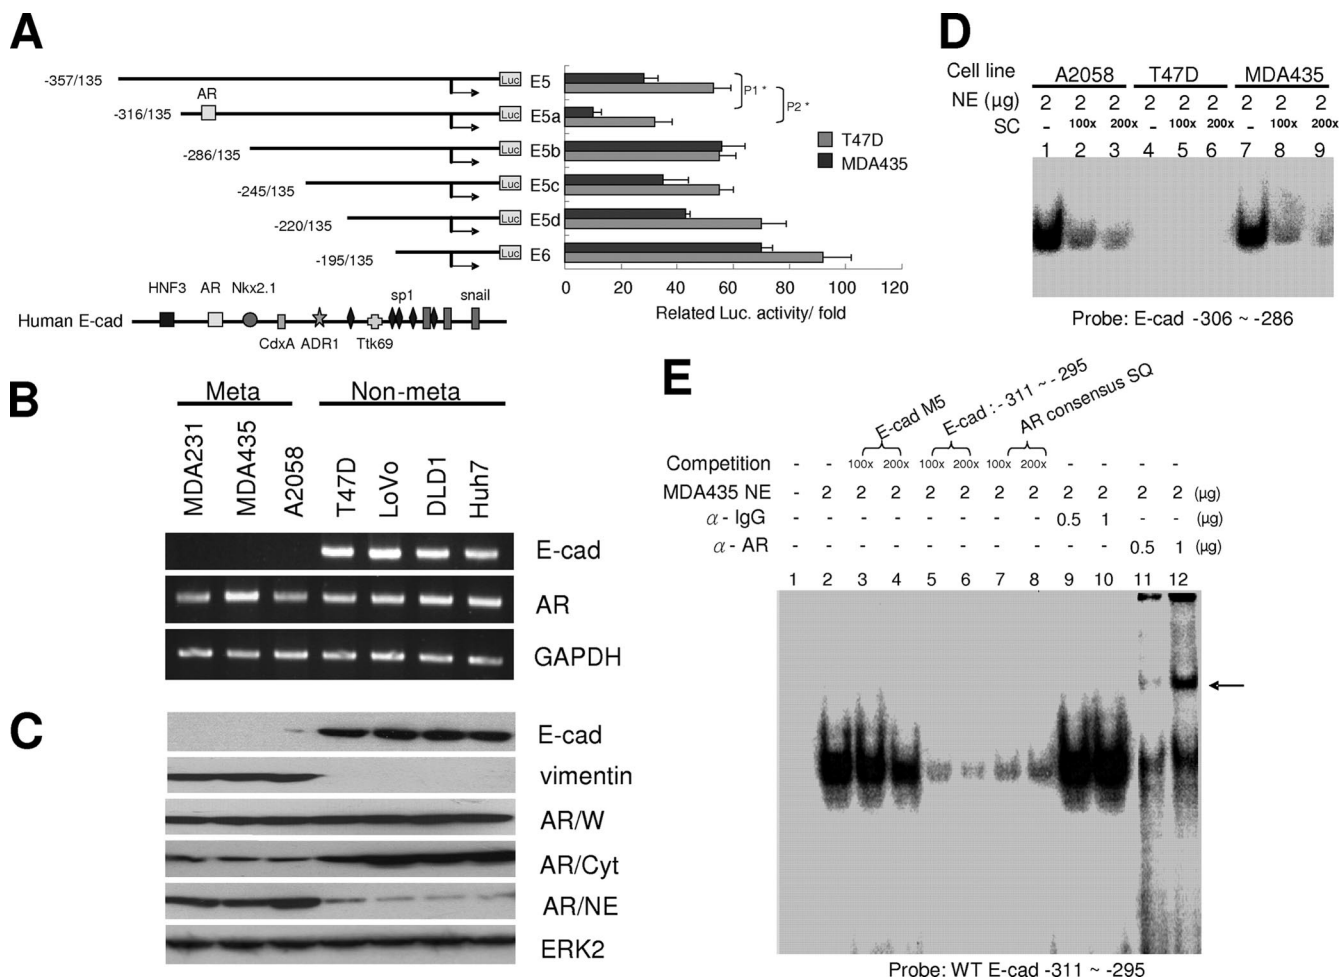 A
-357/135
Luc
E5
P1 *
AR
-316/135
Luc
E5a
P2 *
-286/135
Luc
E5b
T47D
MDA435
-245/135
Luc
E5c
-220/135
Luc
E5d
-195/135
Luc
E6
0 20 40 60 80 100 120
Related Luc. activity/ fold
HNF3 AR Nkx2.1 sp1 snail
Human E-cad
CdxA ADR1 Ttk69
B
Meta Non-meta
MDA231 MDA435 A2058 T47D LoVo DLD1 Huh7
E-cad
AR
GAPDH
C
E-cad
vimentin
AR/W
AR/Cyt
AR/NE
ERK2
D
Cell line A2058 T47D MDA435
NE (µg) 2 2 2 2 2 2 2 2 2
SC - 100x 200x - 100x 200x - 100x 200x
1 2 3 4 5 6 7 8 9
Probe: E-cad -306 ~ -286
E
E-cad M5 E-cad : - 311 ~ - 295 AR consensus SQ
Competition - - 100x 200x 100x 200x 100x 200x - - - -
MDA435 NE - 2 2 2 2 2 2 2 2 2 2 2 (µg)
α - IgG - - - - - - - - 0.5 1 - - (µg)
α - AR - - - - - - - - - - 0.5 1 (µg)
1 2 3 4 5 6 7 8 9 10 11 12
Probe: WT E-cad -311 ~ -295